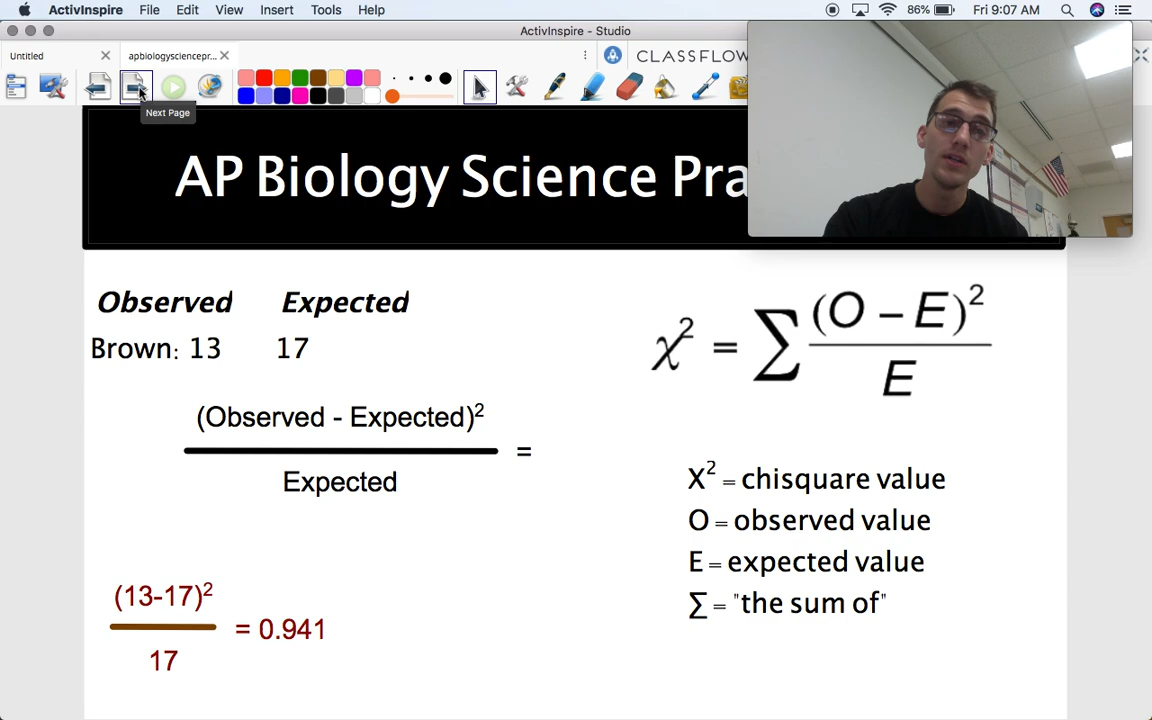 ActivInspire File Edit View Insert Tools Help 86% Fri 9:07 AM
ActivInspire - Studio
Untitled apbiologysciencepr... CLASSFLOW
Next Page
AP Biology Science Pra
Observed Expected
Brown: 13 17
(Observed - Expected)²
=
Expected
(13-17)²
= 0.941
17
χ² = ∑ (O – E)²
E
X² = chisquare value
O = observed value
E = expected value
∑ = "the sum of"